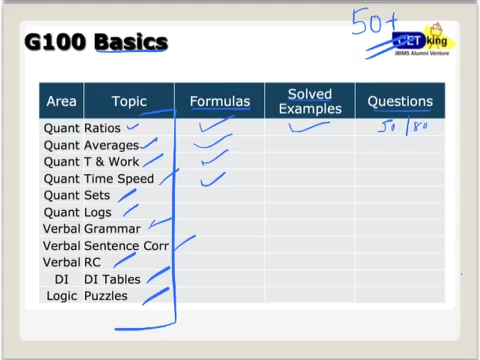 50+
G100 Basics
CET king
JBIMS Alumni Venture
Area Topic Formulas Solved Examples Questions
Quant Ratios 50/80
Quant Averages
Quant T & Work
Quant Time Speed
Quant Sets
Quant Logs
Verbal Grammar
Verbal Sentence Corr
Verbal RC
DI DI Tables
Logic Puzzles